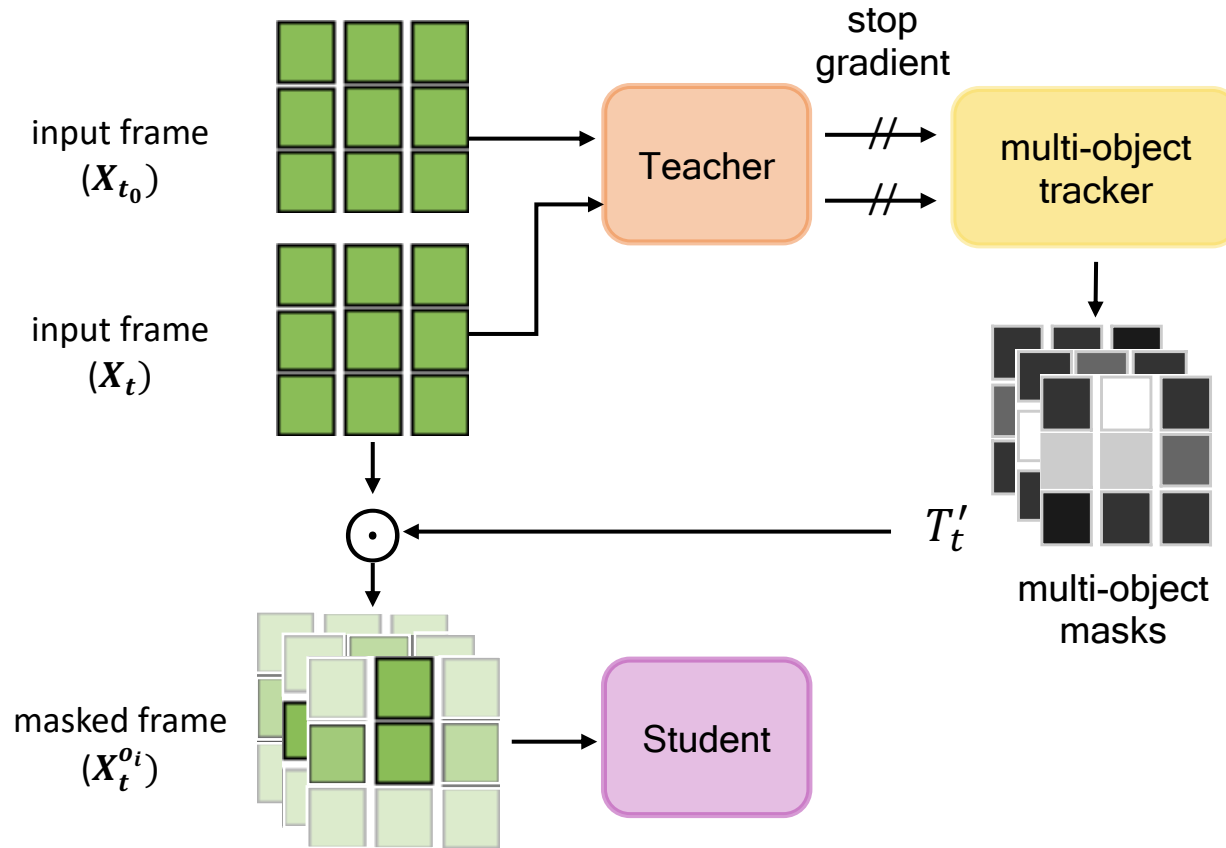 stop
gradient
input frame
(X_{t_0})
Teacher
multi-object
tracker
input frame
(X_t)
T'_t
multi-object
masks
masked frame
(X_t^{o_i})
Student